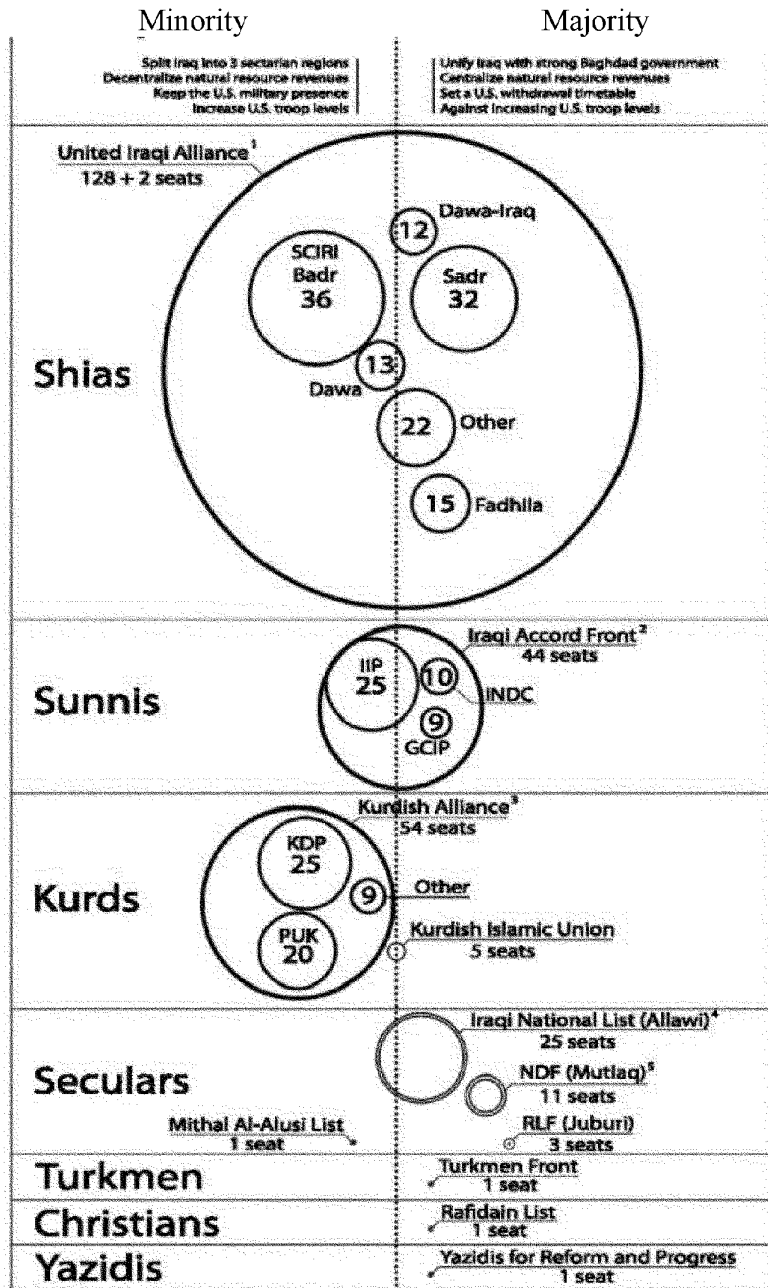 Minority
Majority
Split Iraq into 3 sectarian regions
Decentralize natural resource revenues
Keep the U.S. military presence
Increase U.S. troop levels
Unify Iraq with strong Baghdad government
Centralize natural resource revenues
Set a U.S. withdrawal timetable
Against increasing U.S. troop levels
United Iraqi Alliance¹
128 + 2 seats
Dawa-Iraq
12
SCIRI
Badr
36
Sadr
32
Shias
13
Dawa
22
Other
15
Fadhila
Iraqi Accord Front²
44 seats
IIP
25
10
INDC
Sunnis
9
GCIP
Kurdish Alliance³
54 seats
KDP
25
Kurds
9
Other
PUK
20
Kurdish Islamic Union
5 seats
Iraqi National List (Allawi)⁴
25 seats
Seculars
NDF (Mutlaq)⁵
11 seats
Mithal Al-Alusi List
1 seat
RLF (Juburi)
3 seats
Turkmen
Turkmen Front
1 seat
Christians
Rafidain List
1 seat
Yazidis
Yazidis for Reform and Progress
1 seat